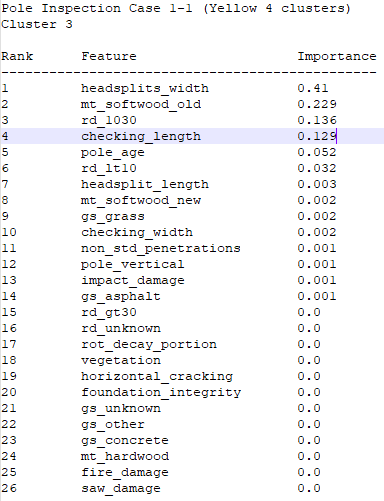 Pole Inspection Case 1-1 (Yellow 4 clusters)
Cluster 3
Rank Feature Importance
-----------------------------------------------
1 headsplits_width 0.41
2 mt_softwood_old 0.229
3 rd_1030 0.136
4 checking_length 0.129
5 pole_age 0.052
6 rd_lt10 0.032
7 headsplit_length 0.003
8 mt_softwood_new 0.002
9 gs_grass 0.002
10 checking_width 0.002
11 non_std_penetrations 0.001
12 pole_vertical 0.001
13 impact_damage 0.001
14 gs_asphalt 0.001
15 rd_gt30 0.0
16 rd_unknown 0.0
17 rot_decay_portion 0.0
18 vegetation 0.0
19 horizontal_cracking 0.0
20 foundation_integrity 0.0
21 gs_unknown 0.0
22 gs_other 0.0
23 gs_concrete 0.0
24 mt_hardwood 0.0
25 fire_damage 0.0
26 saw_damage 0.0